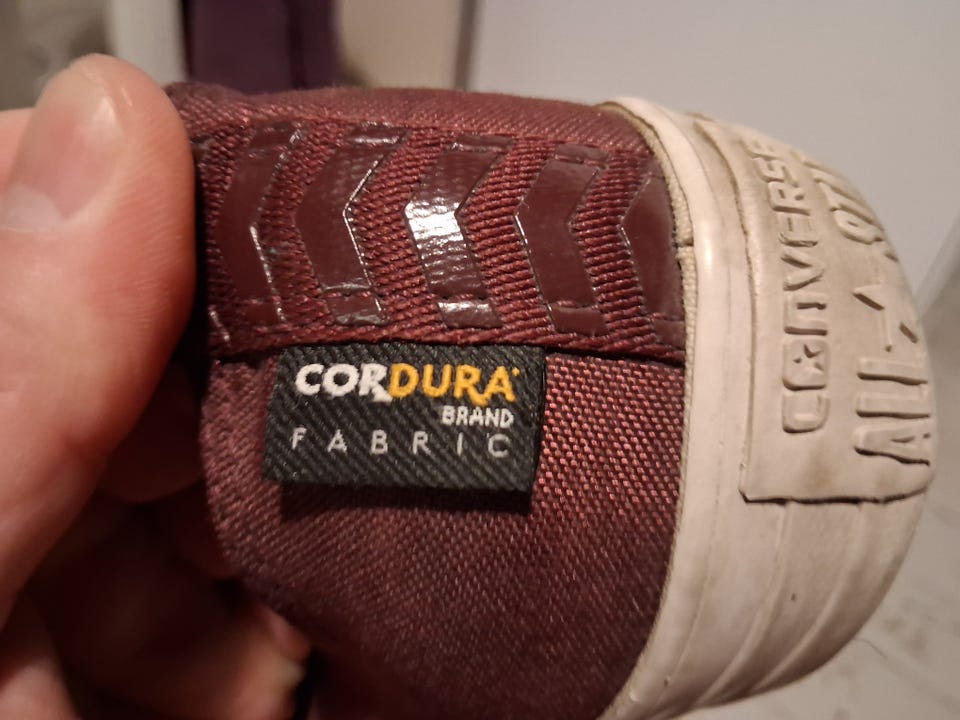 CORDURA
BRAND
FABRIC
CONVERSE
ALL